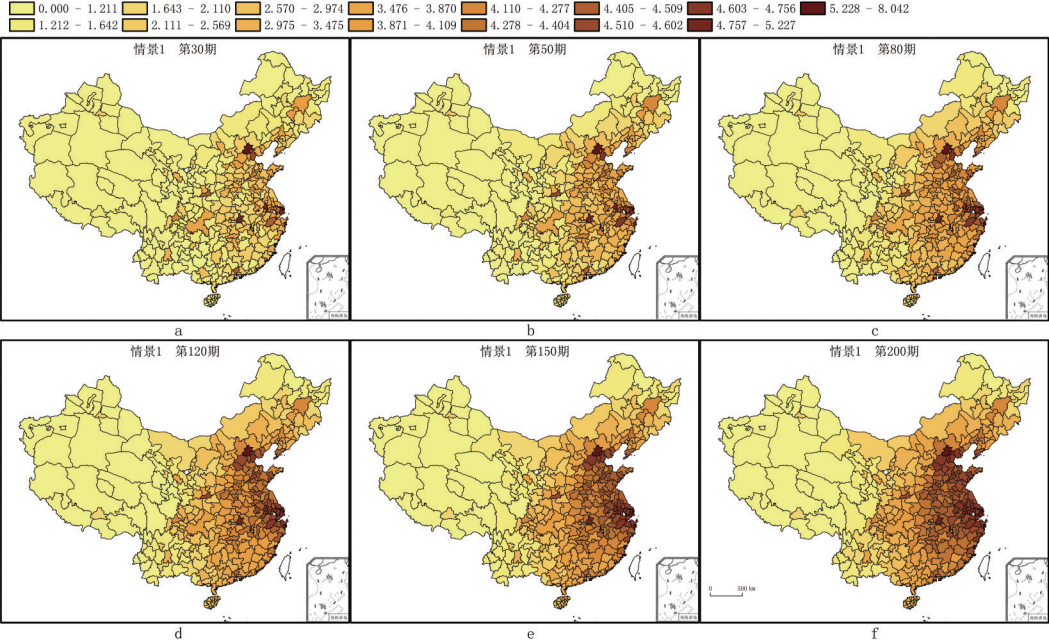 0.000 - 1.211 1.643 - 2.110 2.570 - 2.974 3.476 - 3.870 4.110 - 4.277 4.405 - 4.509 4.603 - 4.756 5.228 - 8.042
1.212 - 1.642 2.111 - 2.569 2.975 - 3.475 3.871 - 4.109 4.278 - 4.404 4.510 - 4.602 4.757 - 5.227
情景1 第30期
情景1 第50期
情景1 第80期
a
b
c
情景1 第120期
情景1 第150期
情景1 第200期
0 500 km
d
e
f